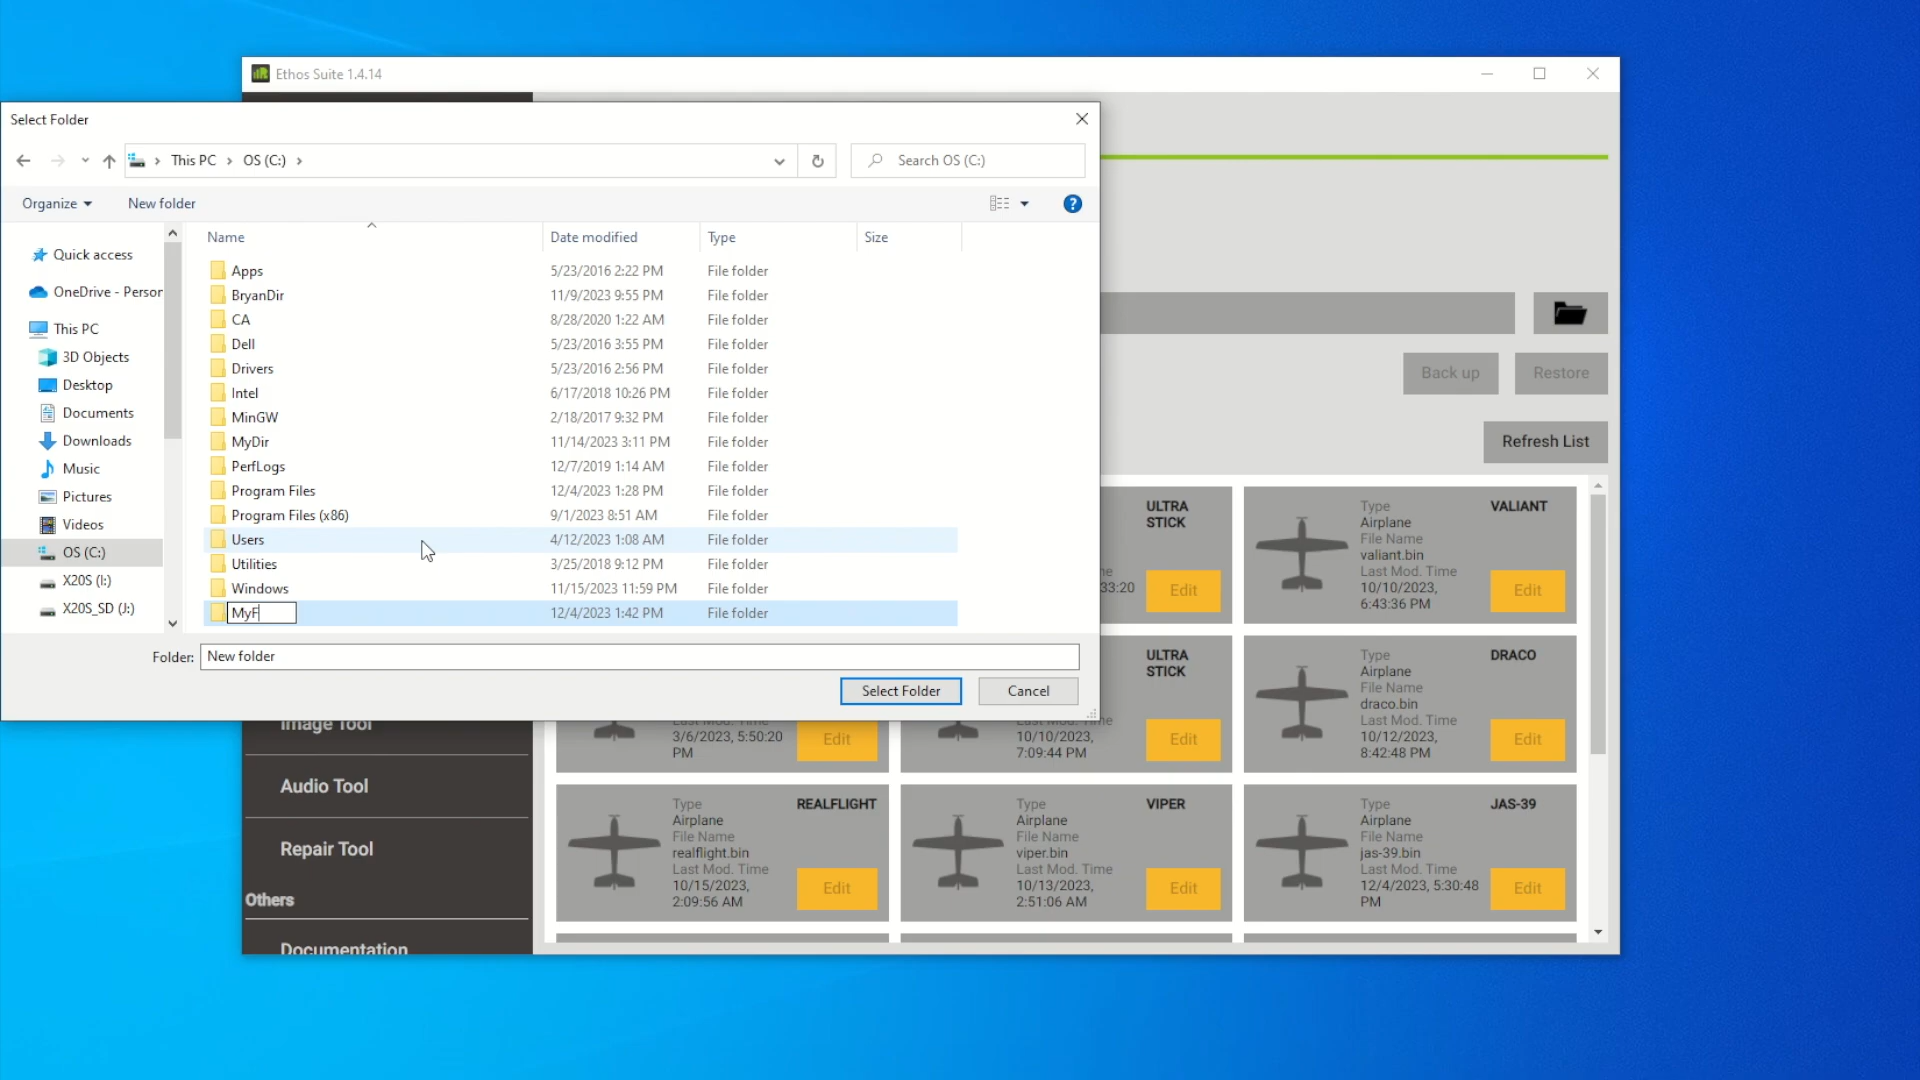 Ethos Suite 1.4.14
Select Folder
This PC > OS (C:) >
Search OS (C:)
Organize
New folder
Name
Date modified
Type
Size
Quick access
OneDrive - Person
This PC
3D Objects
Desktop
Documents
Downloads
Music
Pictures
Videos
OS (C:)
X20S (I:)
X20S_SD (J:)
Apps 5/23/2016 2:22 PM File folder
BryanDir 11/9/2023 9:55 PM File folder
CA 8/28/2020 1:22 AM File folder
Dell 5/23/2016 3:55 PM File folder
Drivers 5/23/2016 2:56 PM File folder
Intel 6/17/2018 10:26 PM File folder
MinGW 2/18/2017 9:32 PM File folder
MyDir 11/14/2023 3:11 PM File folder
PerfLogs 12/7/2019 1:14 AM File folder
Program Files 12/4/2023 1:28 PM File folder
Program Files (x86) 9/1/2023 8:51 AM File folder
Users 4/12/2023 1:08 AM File folder
Utilities 3/25/2018 9:12 PM File folder
Windows 11/15/2023 11:59 PM File folder
MyF 12/4/2023 1:42 PM File folder
Folder: New folder
Select Folder
Cancel
Back up
Restore
Refresh List
ULTRA
STICK
33:20
Edit
Type
VALIANT
Airplane
File Name
valiant.bin
Last Mod. Time
10/10/2023,
6:43:36 PM
Edit
3/6/2023, 5:50:20
PM
Edit
ULTRA
STICK
Last Mod. Time
10/10/2023,
7:09:44 PM
Edit
Type
DRACO
Airplane
File Name
draco.bin
Last Mod. Time
10/12/2023,
8:42:48 PM
Edit
Type
REALFLIGHT
Airplane
File Name
realflight.bin
Last Mod. Time
10/15/2023,
2:09:56 AM
Edit
Type
VIPER
Airplane
File Name
viper.bin
Last Mod. Time
10/13/2023,
2:51:06 AM
Edit
Type
JAS-39
Airplane
File Name
jas-39.bin
Last Mod. Time
12/4/2023, 5:30:48
PM
Edit
Image Tool
Audio Tool
Repair Tool
Others
Documentation